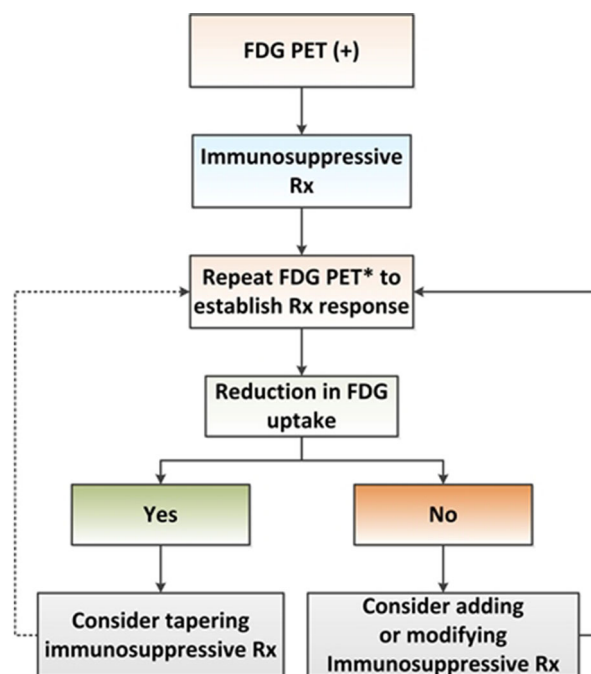 FDG PET (+)
Immunosuppressive
Rx
Repeat FDG PET* to
establish Rx response
Reduction in FDG
uptake
Yes
No
Consider tapering
immunosuppressive Rx
Consider adding
or modifying
Immunosuppressive Rx